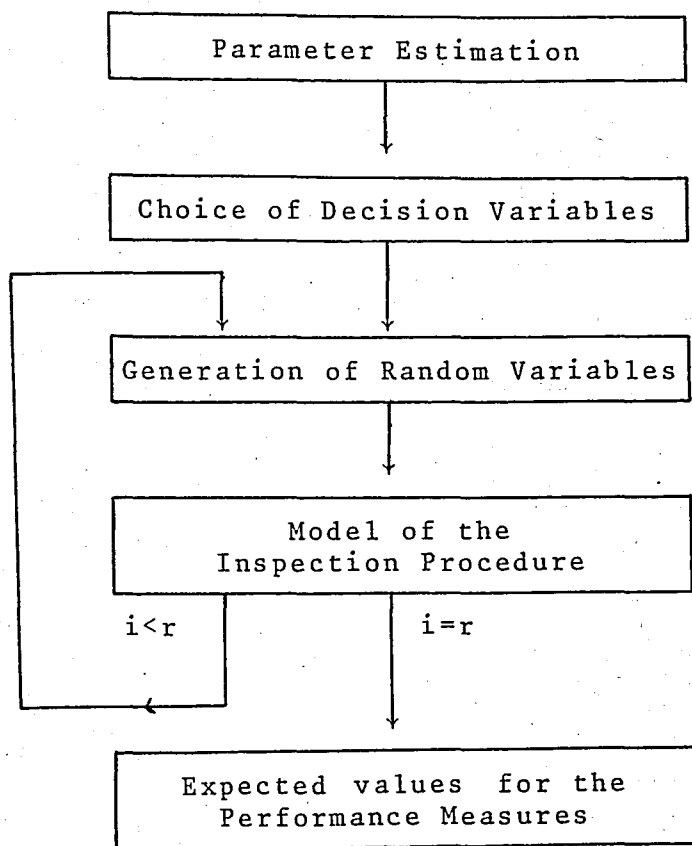 Parameter Estimation
Choice of Decision Variables
Generation of Random Variables
Model of the
Inspection Procedure
i<r
i=r
Expected values for the
Performance Measures